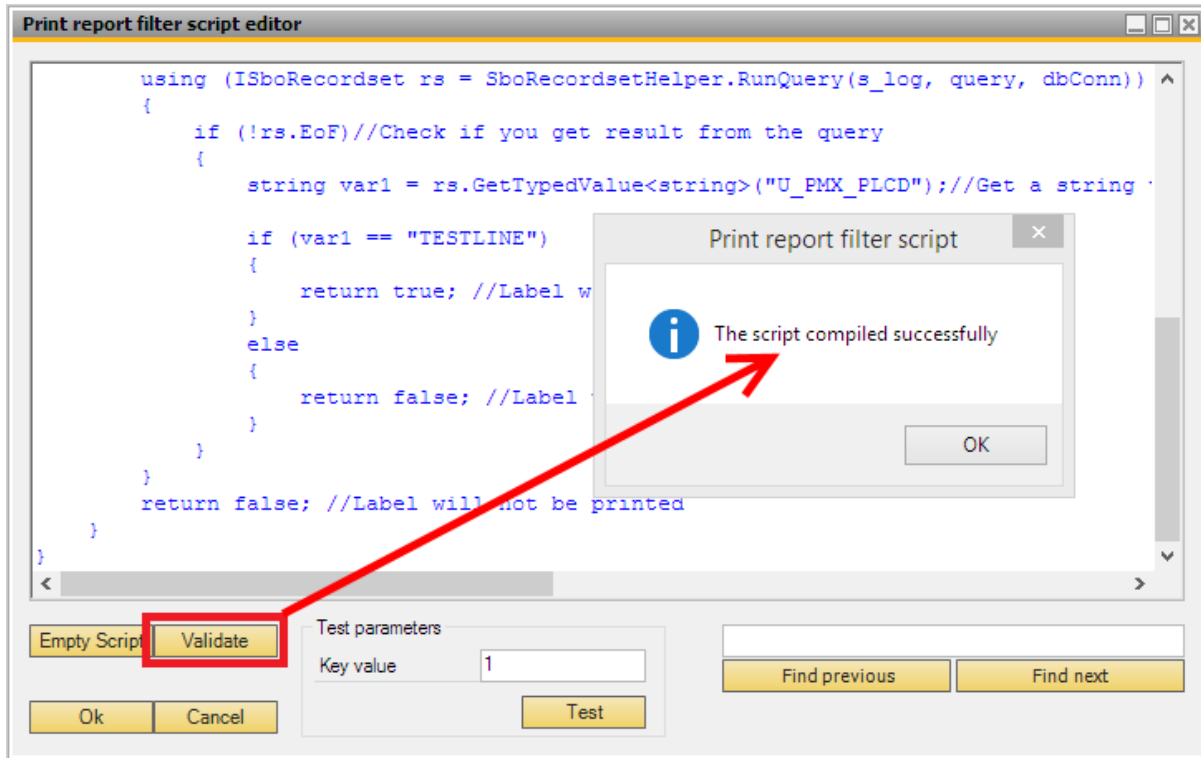 Print report filter script editor
using (ISboRecordset rs = SboRecordsetHelper.RunQuery(s_log, query, dbConn))
{
if (!rs.EoF)//Check if you get result from the query
{
string var1 = rs.GetTypedValue<string>("U_PMX_PLCD");//Get a string
if (var1 == "TESTLINE")
{
return true; //Label w
}
else
{
return false; //Label
}
}
}
return false; //Label will not be printed
}
}
Print report filter script
The script compiled successfully
OK
Empty Script
Validate
Test parameters
Key value
1
Test
Find previous
Find next
Ok
Cancel